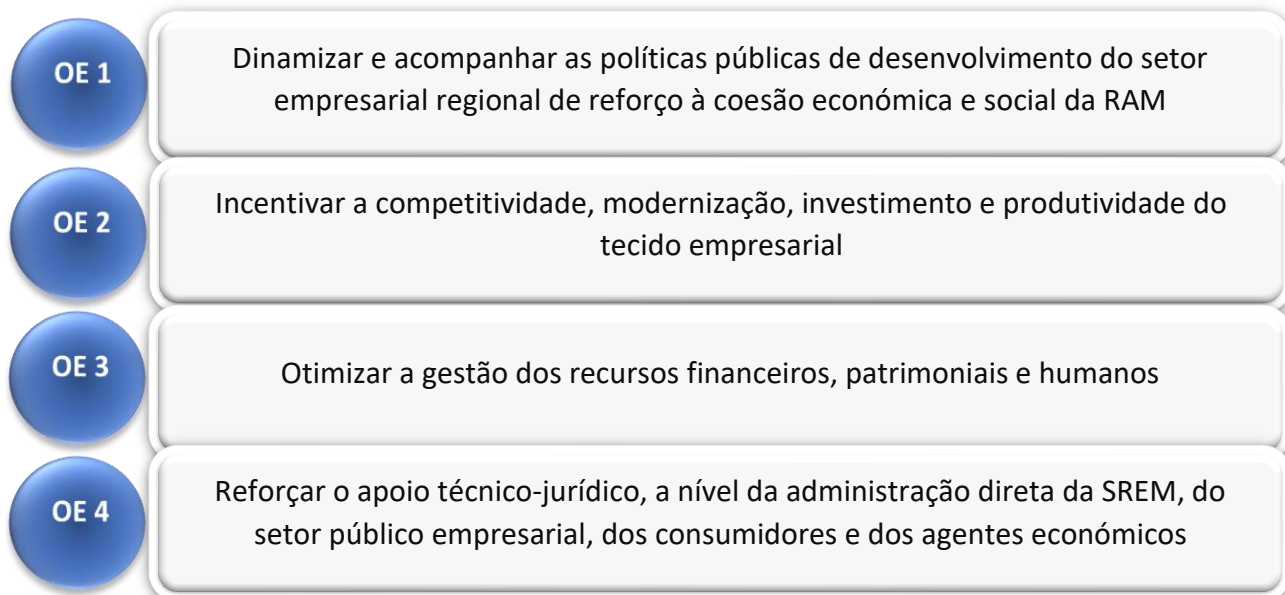 OE 1
Dinamizar e acompanhar as políticas públicas de desenvolvimento do setor
empresarial regional de reforço à coesão económica e social da RAM
OE 2
Incentivar a competitividade, modernização, investimento e produtividade do
tecido empresarial
OE 3
Otimizar a gestão dos recursos financeiros, patrimoniais e humanos
OE 4
Reforçar o apoio técnico-jurídico, a nível da administração direta da SREM, do
setor público empresarial, dos consumidores e dos agentes económicos